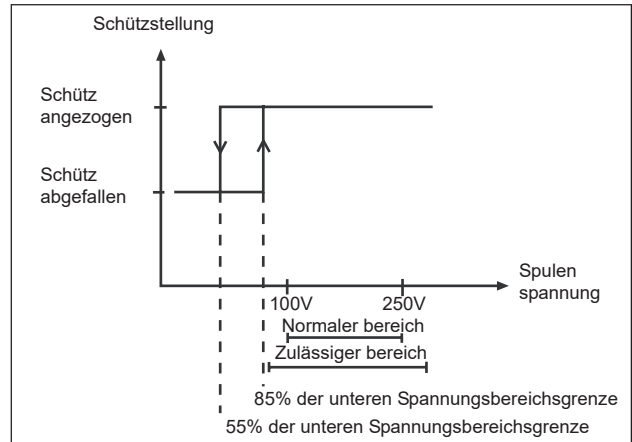 Schützstellung
Schütz
angezogen
Schütz
abgefallen
Spulen
spannung
100V
250V
Normaler bereich
Zulässiger bereich
85% der unteren Spannungsbereichsgrenze
55% der unteren Spannungsbereichsgrenze